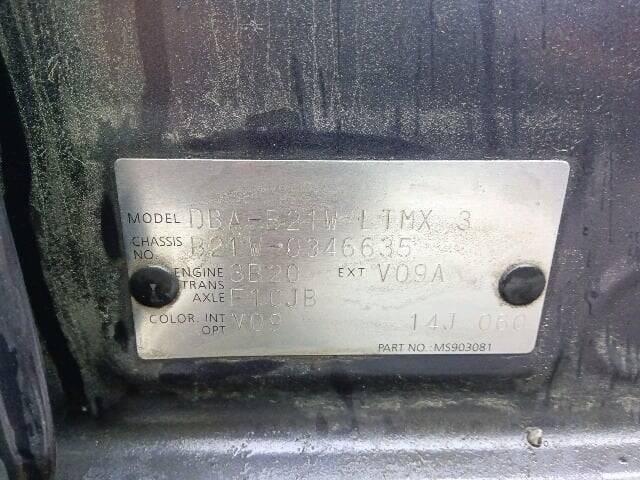 MODEL DBA-B21W LTMX 3
CHASSIS NO. B21W-0346635
ENGINE 3B20 EXT V09A
TRANS AXLE F1CJB
COLOR. INT OPT V09 14J 060
PART NO.: MS903081